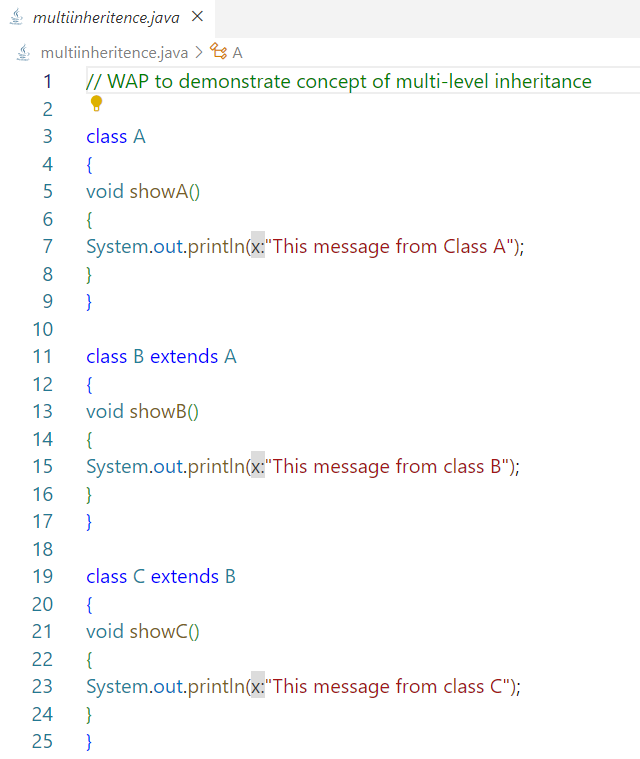 multiinheritence.java
multiinheritence.java > A
1 // WAP to demonstrate concept of multi-level inheritance
2
3 class A
4 {
5 void showA()
6 {
7 System.out.println(x:"This message from Class A");
8 }
9 }
10
11 class B extends A
12 {
13 void showB()
14 {
15 System.out.println(x:"This message from class B");
16 }
17 }
18
19 class C extends B
20 {
21 void showC()
22 {
23 System.out.println(x:"This message from class C");
24 }
25 }